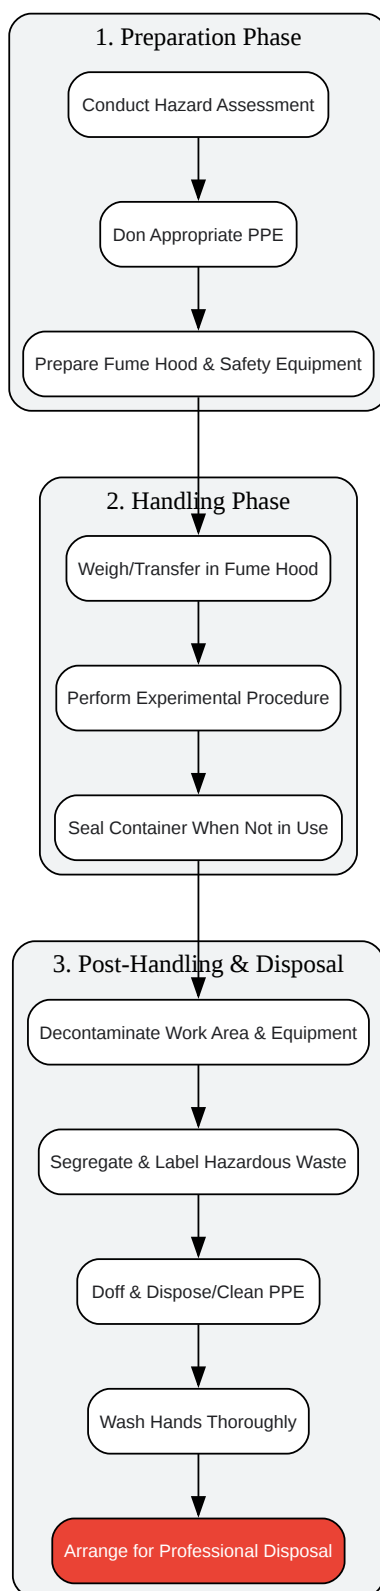 1. Preparation Phase
Conduct Hazard Assessment
Don Appropriate PPE
Prepare Fume Hood & Safety Equipment
2. Handling Phase
Weigh/Transfer in Fume Hood
Perform Experimental Procedure
Seal Container When Not in Use
3. Post-Handling & Disposal
Decontaminate Work Area & Equipment
Segregate & Label Hazardous Waste
Doff & Dispose/Clean PPE
Wash Hands Thoroughly
Arrange for Professional Disposal